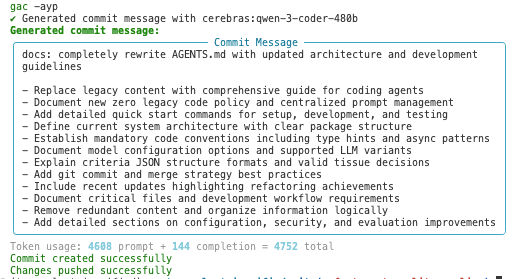 gac -ayp
✔ Generated commit message with cerebras:qwen-3-coder-480b
Generated commit message:
Commit Message
docs: completely rewrite AGENTS.md with updated architecture and development
guidelines
- Replace legacy content with comprehensive guide for coding agents
- Document new zero legacy code policy and centralized prompt management
- Add detailed quick start commands for setup, development, and testing
- Define current system architecture with clear package structure
- Establish mandatory code conventions including type hints and async patterns
- Document model configuration options and supported LLM variants
- Explain criteria JSON structure formats and valid tissue decisions
- Add git commit and merge strategy best practices
- Include recent updates highlighting refactoring achievements
- Document critical files and development workflow requirements
- Remove redundant content and organize information logically
- Add detailed sections on configuration, security, and evaluation improvements
Token usage: 4608 prompt + 144 completion = 4752 total
Commit created successfully
Changes pushed successfully